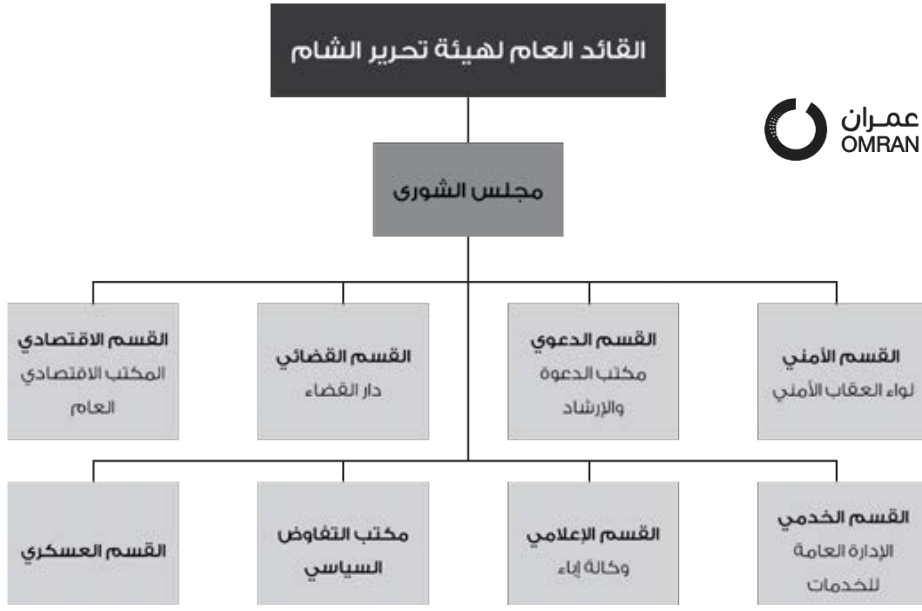 القائد العام لهيئة تحرير الشام
عمـران
OMRAN
مجلس الشورى
القسم الأمني
لواء العقاب الأمني
القسم الدعوي
مكتب الدعوة
والإرشاد
القسم القضائي
دار القضاء
القسم الاقتصادي
المكتب الاقتصادي
العام
القسم الخدمي
الإدارة العامة
للخدمات
القسم الإعلامي
وكالة إباء
مكتب التفاوض
السياسي
القسم العسكري